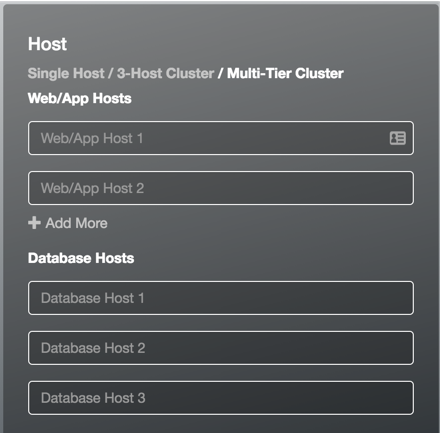 Host
Single Host / 3-Host Cluster / Multi-Tier Cluster
Web/App Hosts
Web/App Host 1
Web/App Host 2
+ Add More
Database Hosts
Database Host 1
Database Host 2
Database Host 3